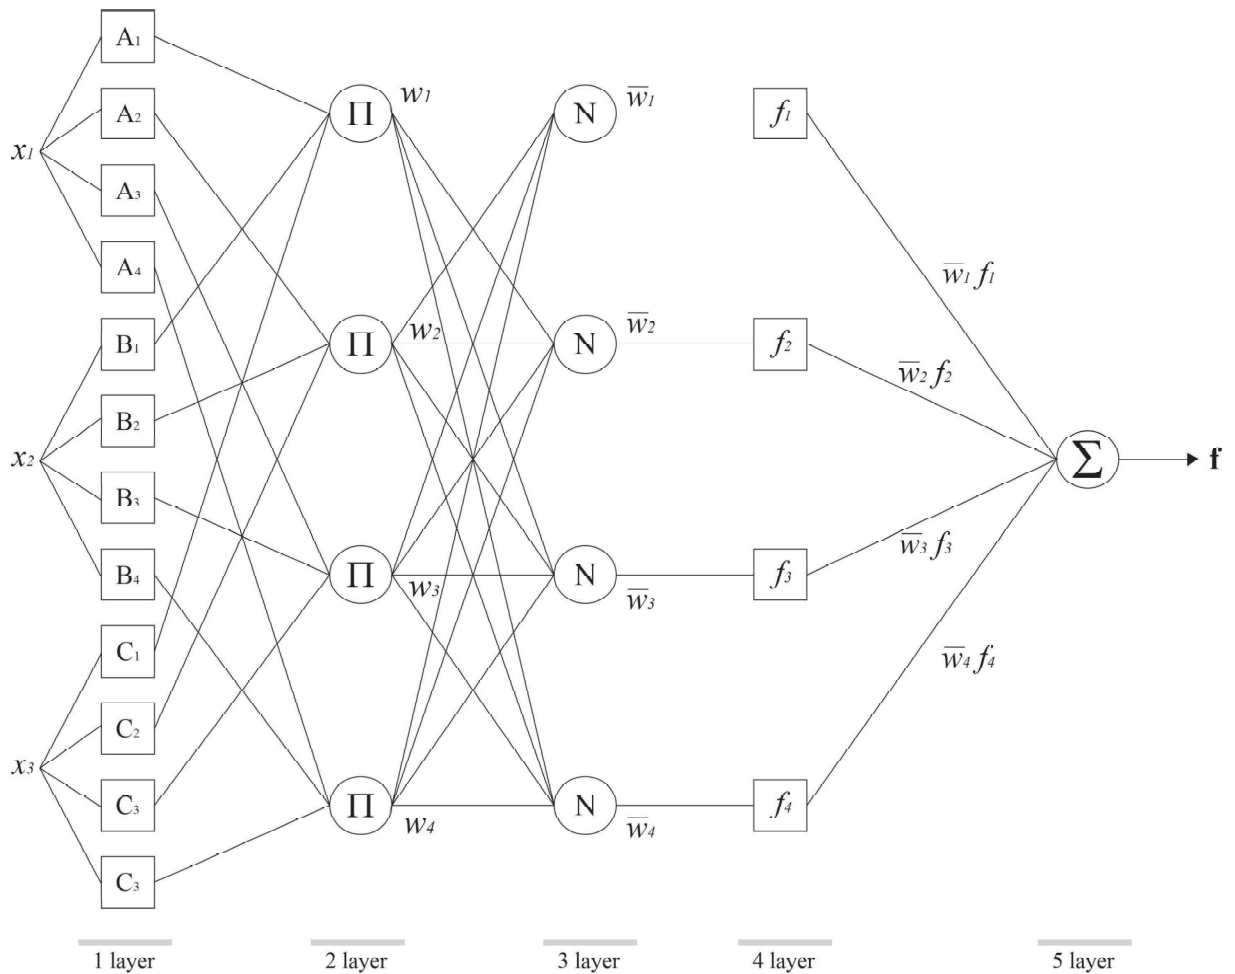 x1
x2
x3
A1
A2
A3
A4
B1
B2
B3
B4
C1
C2
C3
C3
Π
Π
Π
Π
w1
w2
w3
w4
N
N
N
N
w̅1
w̅2
w̅3
w̅4
f1
f2
f3
f4
w̅1 f1
w̅2 f2
w̅3 f3
w̅4 f4
Σ
f
1 layer
2 layer
3 layer
4 layer
5 layer